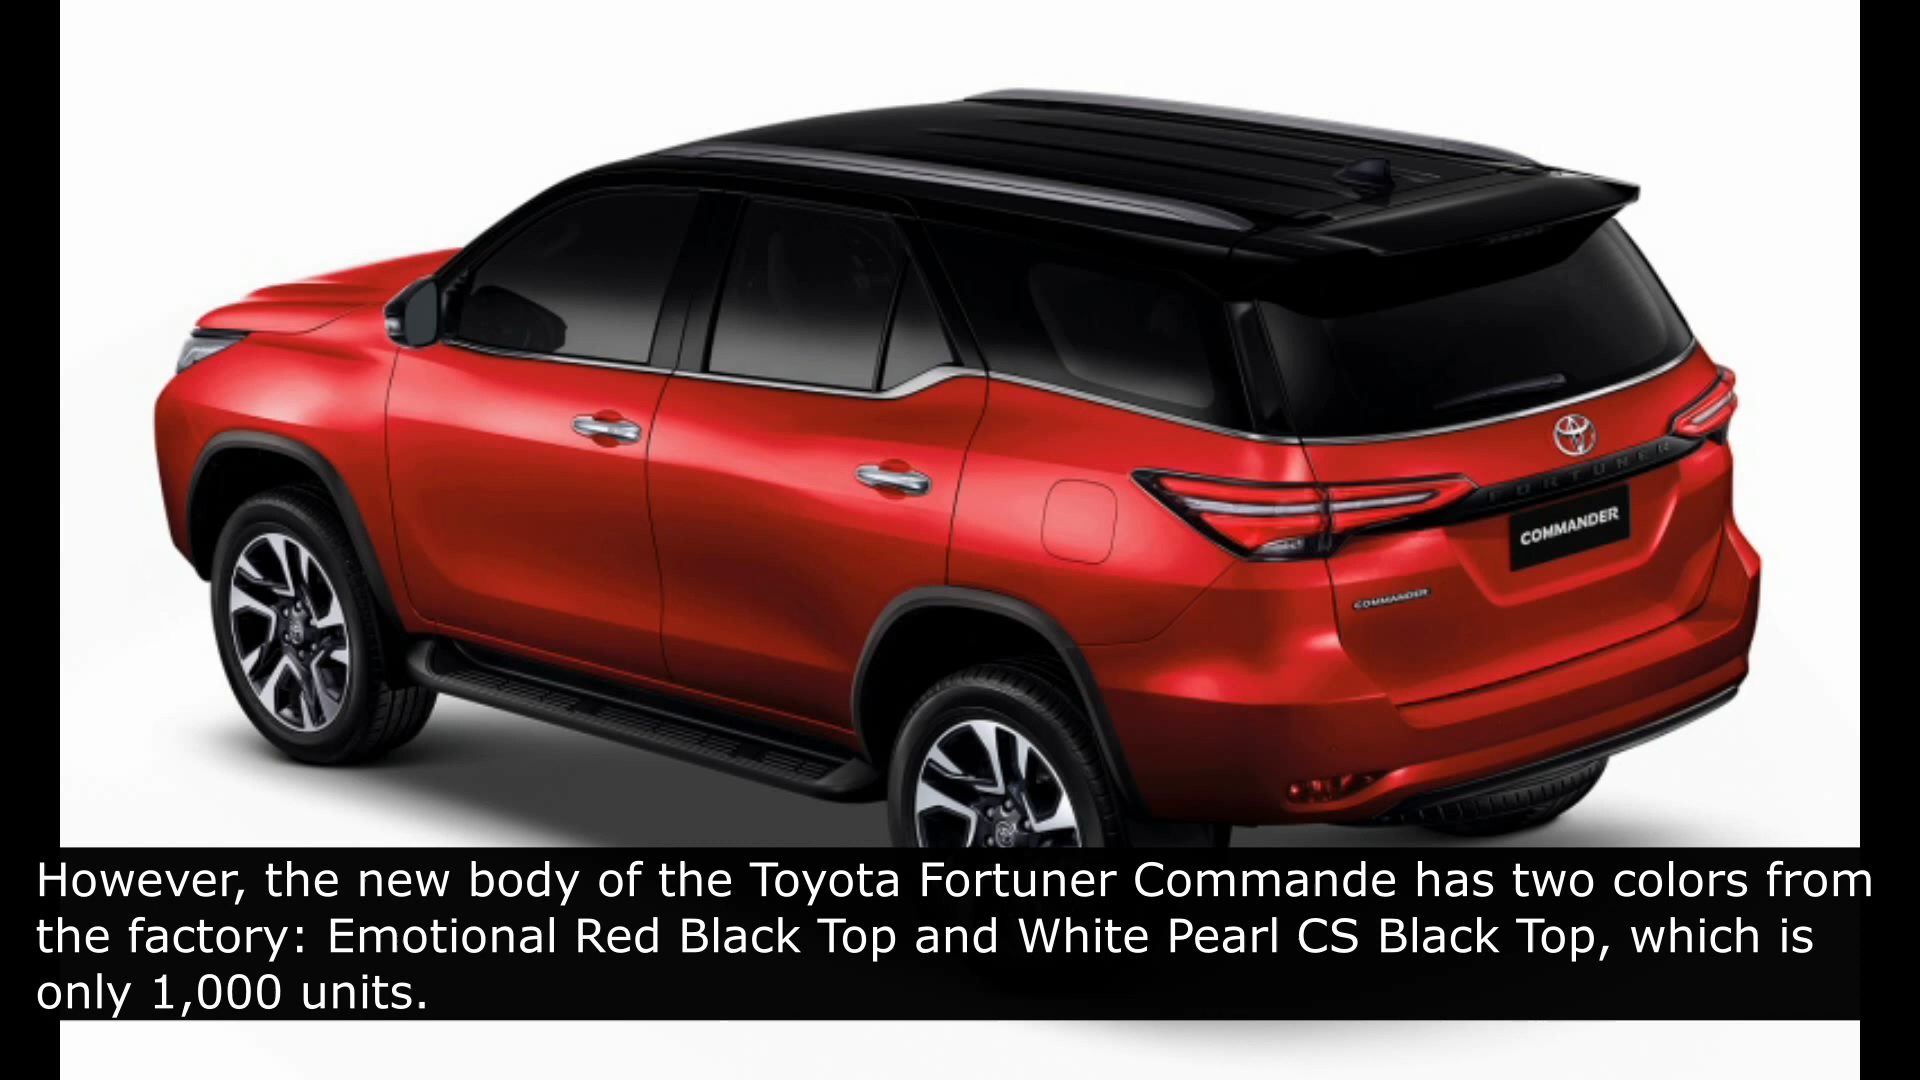 FORTUNER
COMMANDER
COMMANDER
However, the new body of the Toyota Fortuner Commande has two colors from
the factory: Emotional Red Black Top and White Pearl CS Black Top, which is
only 1,000 units.